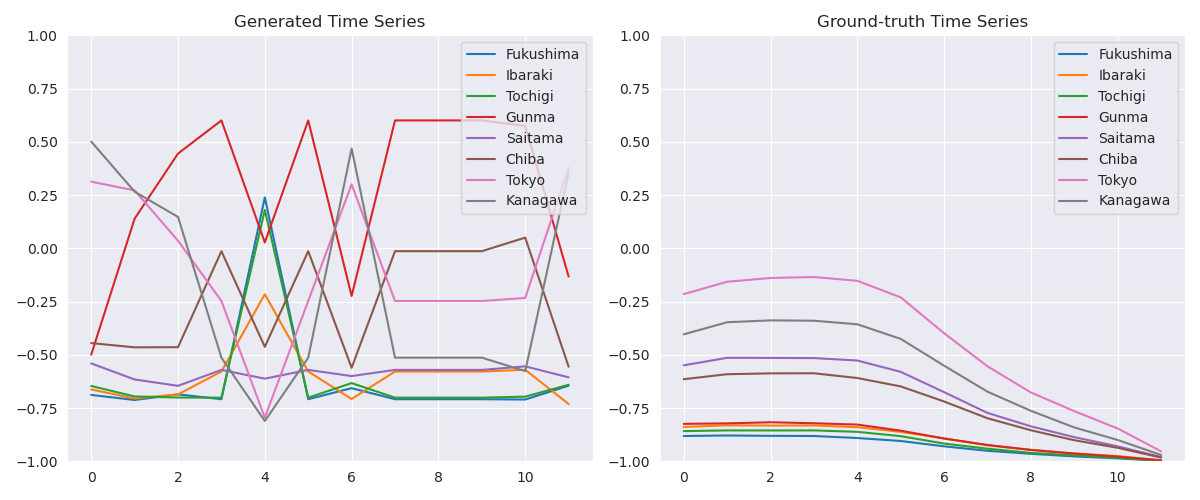 Generated Time Series
1.00
0.75
0.50
0.25
0.00
−0.25
−0.50
−0.75
−1.00
0 2 4 6 8 10
Fukushima
Ibaraki
Tochigi
Gunma
Saitama
Chiba
Tokyo
Kanagawa
Ground-truth Time Series
1.00
0.75
0.50
0.25
0.00
−0.25
−0.50
−0.75
−1.00
0 2 4 6 8 10
Fukushima
Ibaraki
Tochigi
Gunma
Saitama
Chiba
Tokyo
Kanagawa